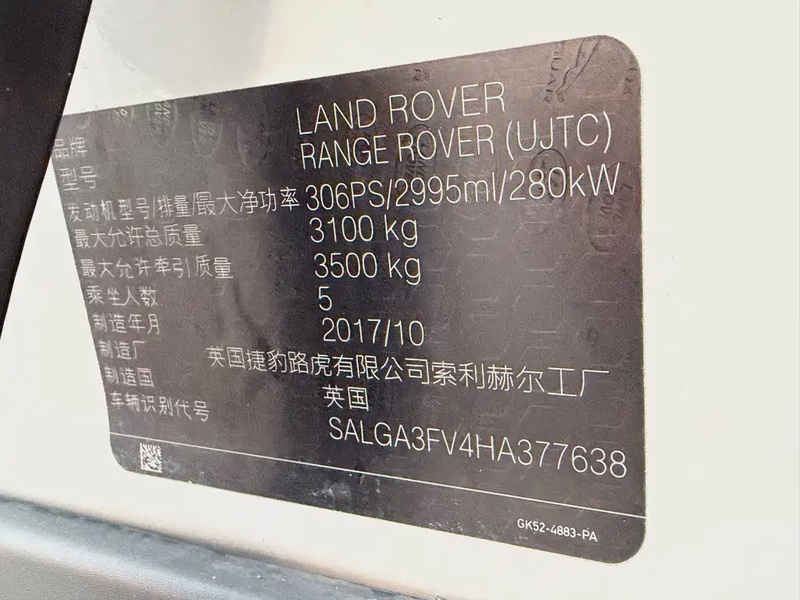 品牌 LAND ROVER
型号 RANGE ROVER (UJTC)
发动机型号/排量/最大净功率 306PS/2995ml/280kW
最大允许总质量 3100 kg
最大允许牵引质量 3500 kg
乘坐人数 5
制造年月 2017/10
制造厂 英国捷豹路虎有限公司索利赫尔工厂
制造国 英国
车辆识别代号 SALGA3FV4HA377638
GK52-4883-PA